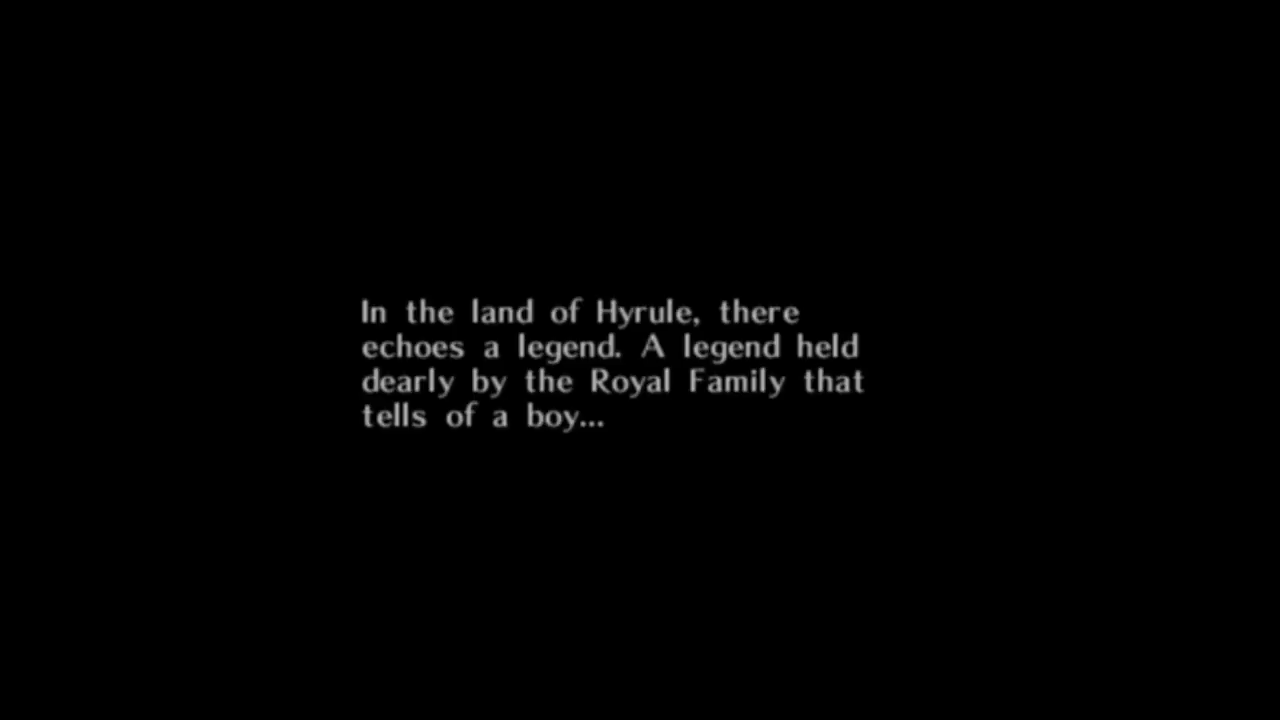 In the land of Hyrule, there
echoes a legend. A legend held
dearly by the Royal Family that
tells of a boy...